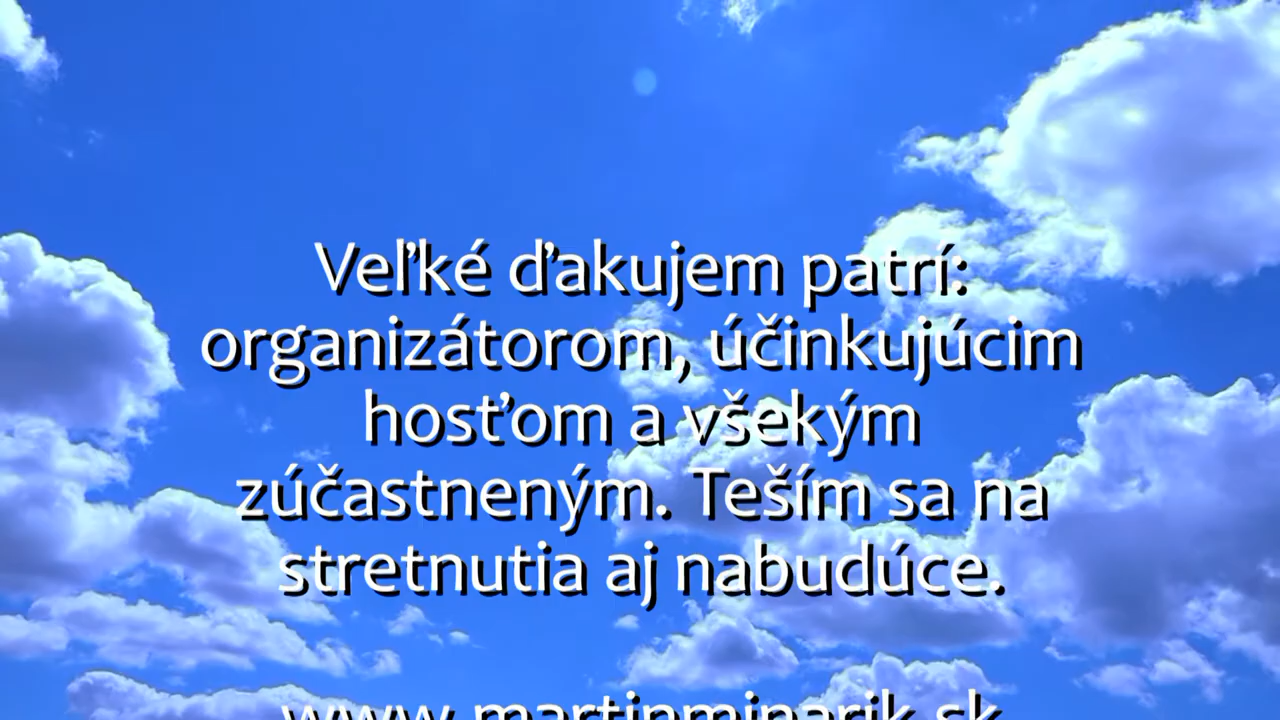 Veľké ďakujem patrí:
organizátorom, účinkujúcim
hosťom a všekým
zúčastneným. Teším sa na
stretnutia aj nabudúce.
www.martinminarik.sk